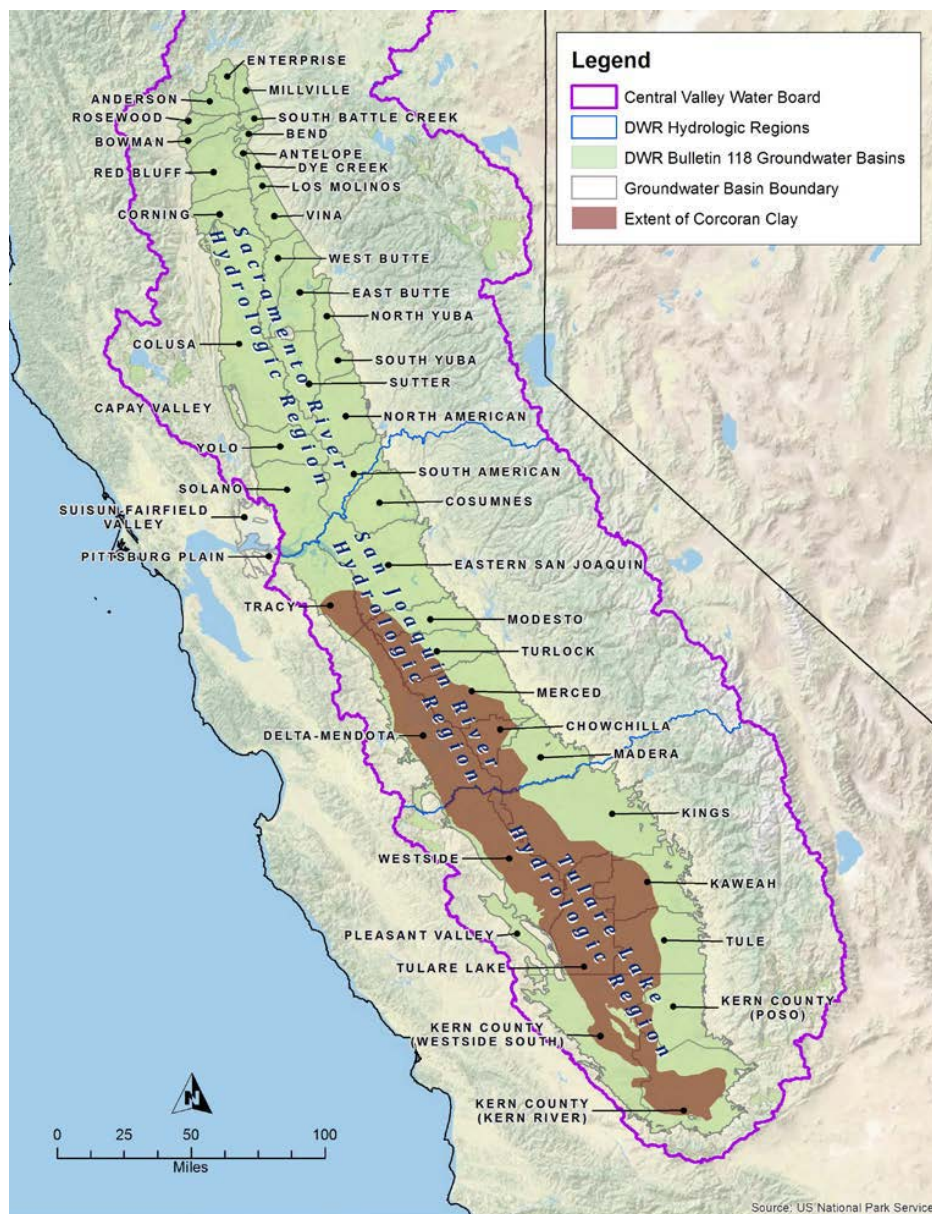 Legend
Central Valley Water Board
DWR Hydrologic Regions
DWR Bulletin 118 Groundwater Basins
Groundwater Basin Boundary
Extent of Corcoran Clay
ENTERPRISE
MILLVILLE
ANDERSON
ROSEWOOD
SOUTH BATTLE CREEK
BEND
BOWMAN
ANTELOPE
DYE CREEK
RED BLUFF
LOS MOLINOS
CORNING
VINA
WEST BUTTE
EAST BUTTE
NORTH YUBA
COLUSA
SOUTH YUBA
SUTTER
CAPAY VALLEY
NORTH AMERICAN
YOLO
SOUTH AMERICAN
SOLANO
COSUMNES
SUISUN-FAIRFIELD
VALLEY
PITTSBURG PLAIN
EASTERN SAN JOAQUIN
TRACY
MODESTO
TURLOCK
MERCED
CHOWCHILLA
DELTA-MENDOTA
MADERA
KINGS
WESTSIDE
KAWEAH
PLEASANT VALLEY
TULE
TULARE LAKE
KERN COUNTY
(POSO)
KERN COUNTY
(WESTSIDE SOUTH)
KERN COUNTY
(KERN RIVER)
Sacramento River
Hydrologic Region
San Joaquin River
Hydrologic Region
Tulare Lake
Hydrologic Region
N
0 25 50 100
Miles
Source: US National Park Service